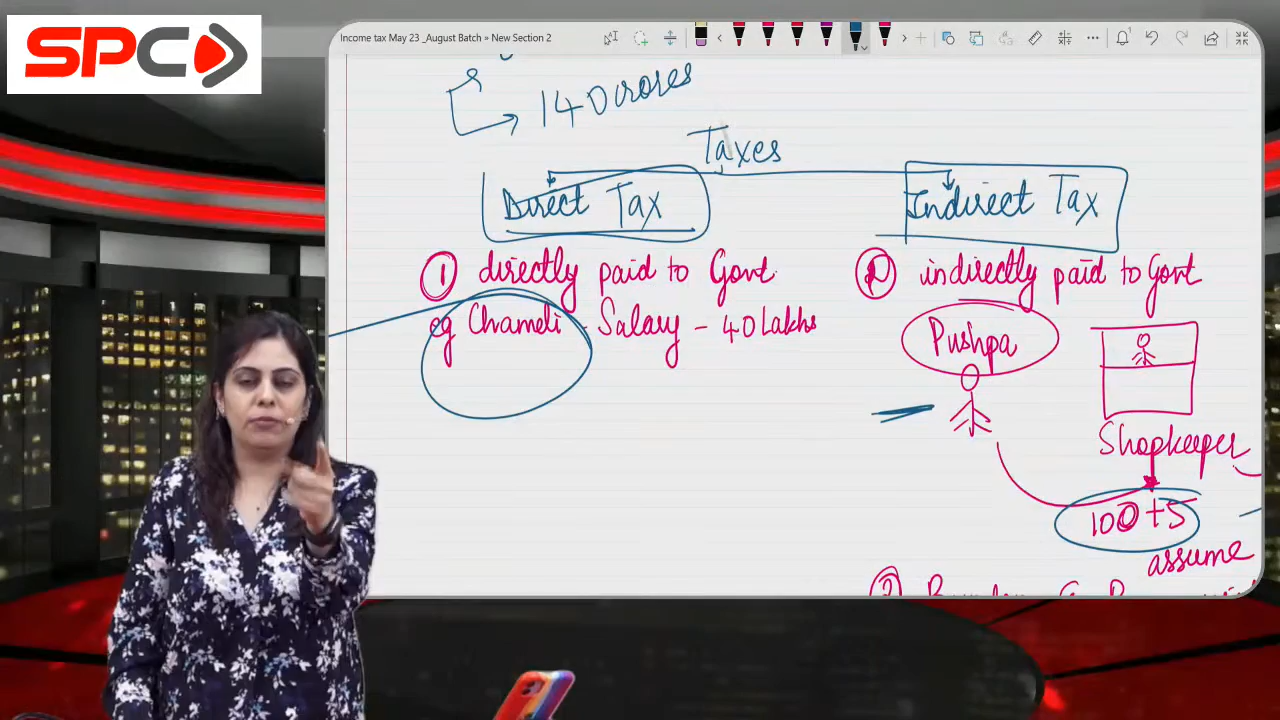 SPC
Income tax May 23 _August Batch » New Section 2
140 crores
Taxes
Direct Tax
Indirect Tax
① directly paid to Govt.
eg Chameli - Salary - 40 Lakhs
indirectly paid to Govt
Pushpa
Shopkeeper
100 + 5
assume